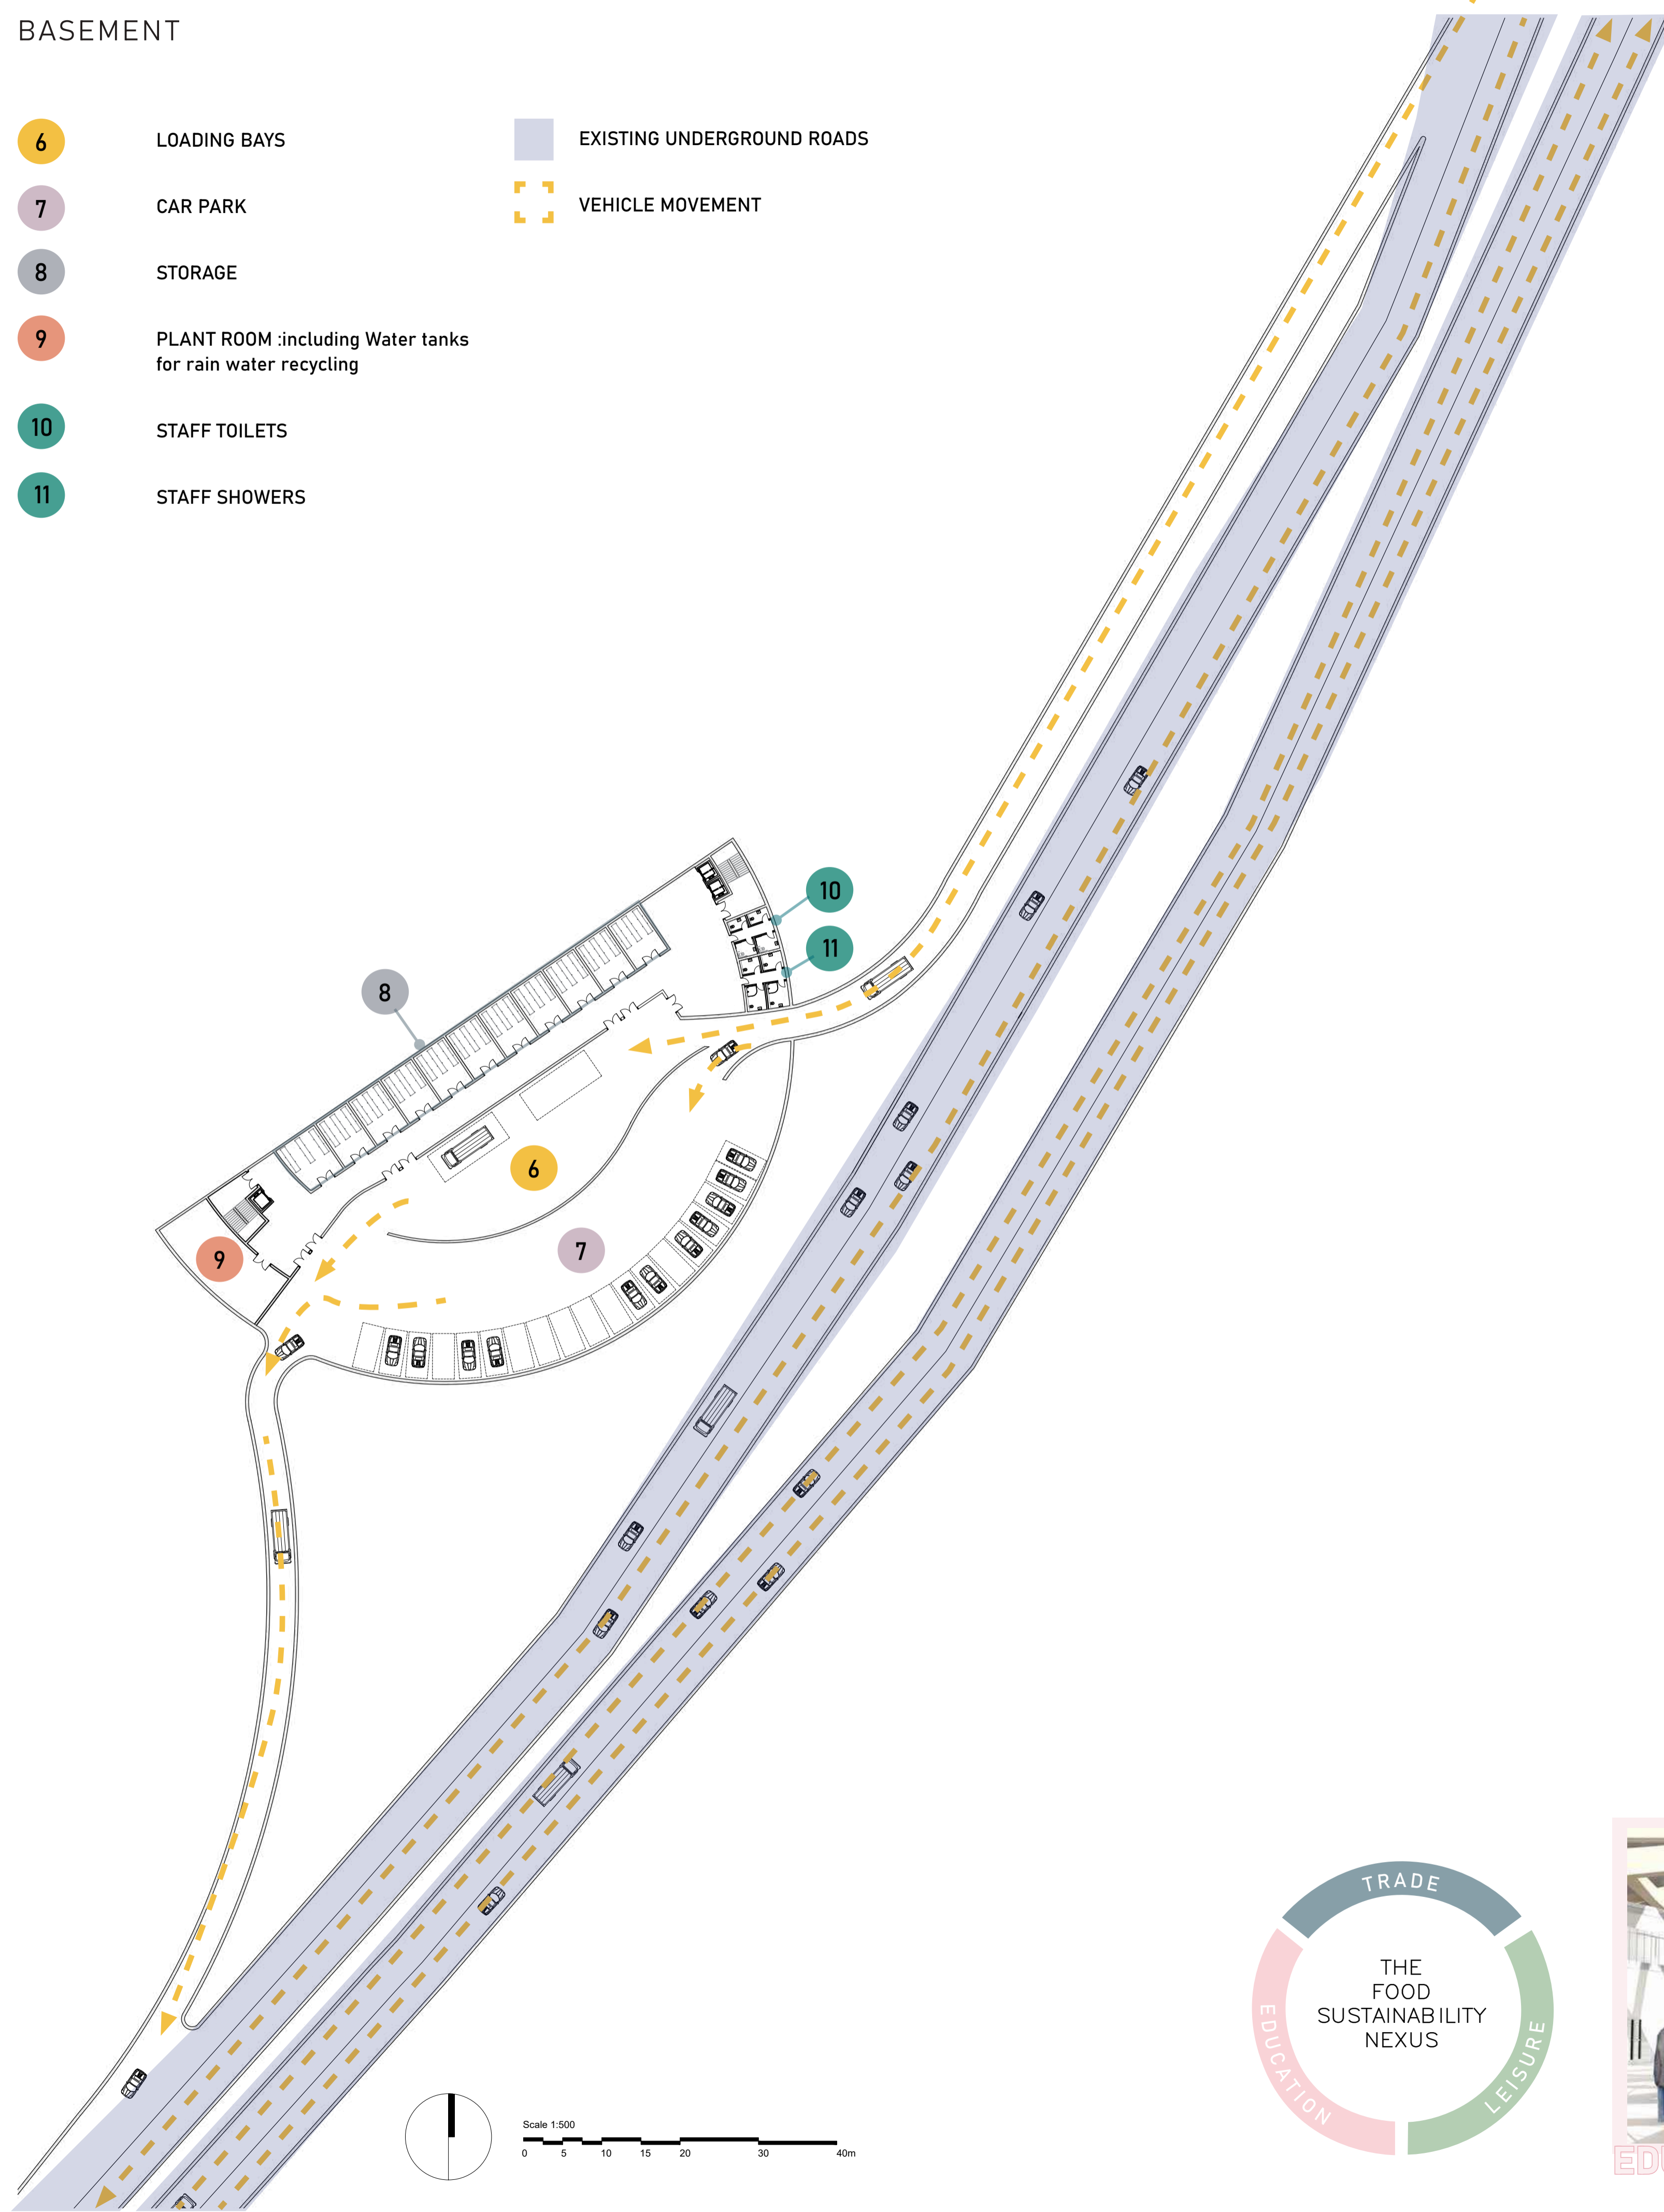 BASEMENT
6 LOADING BAYS
7 CAR PARK
8 STORAGE
9 PLANT ROOM :including Water tanks
for rain water recycling
10 STAFF TOILETS
11 STAFF SHOWERS
EXISTING UNDERGROUND ROADS
VEHICLE MOVEMENT
10
11
8
6
7
9
Scale 1:500
0 5 10 15 20 30 40m
TRADE
EDUCATION
LEISURE
THE
FOOD
SUSTAINABILITY
NEXUS
EDU